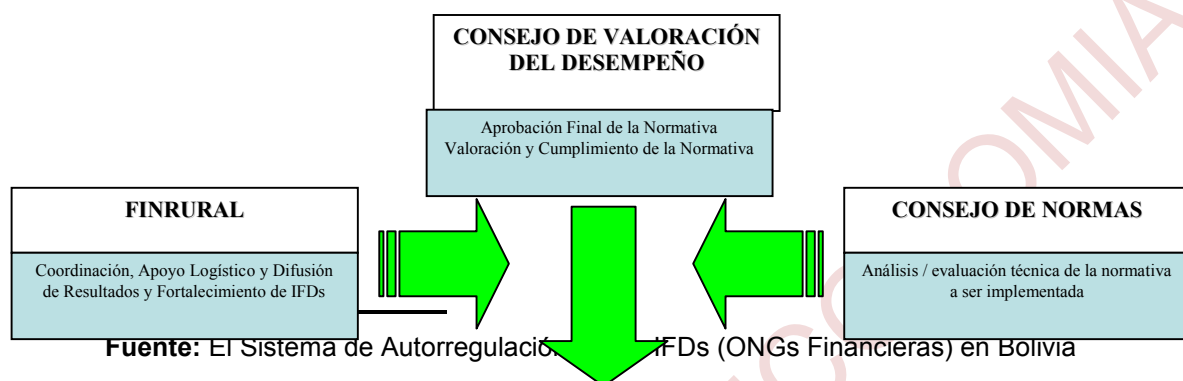 CONSEJO DE VALORACIÓN
DEL DESEMPEÑO
Aprobación Final de la Normativa
Valoración y Cumplimiento de la Normativa
FINRURAL
Coordinación, Apoyo Logístico y Difusión
de Resultados y Fortalecimiento de IFDs
CONSEJO DE NORMAS
Análisis / evaluación técnica de la normativa
a ser implementada
Fuente: El Sistema de Autorregulación IFDs (ONGs Financieras) en Bolivia